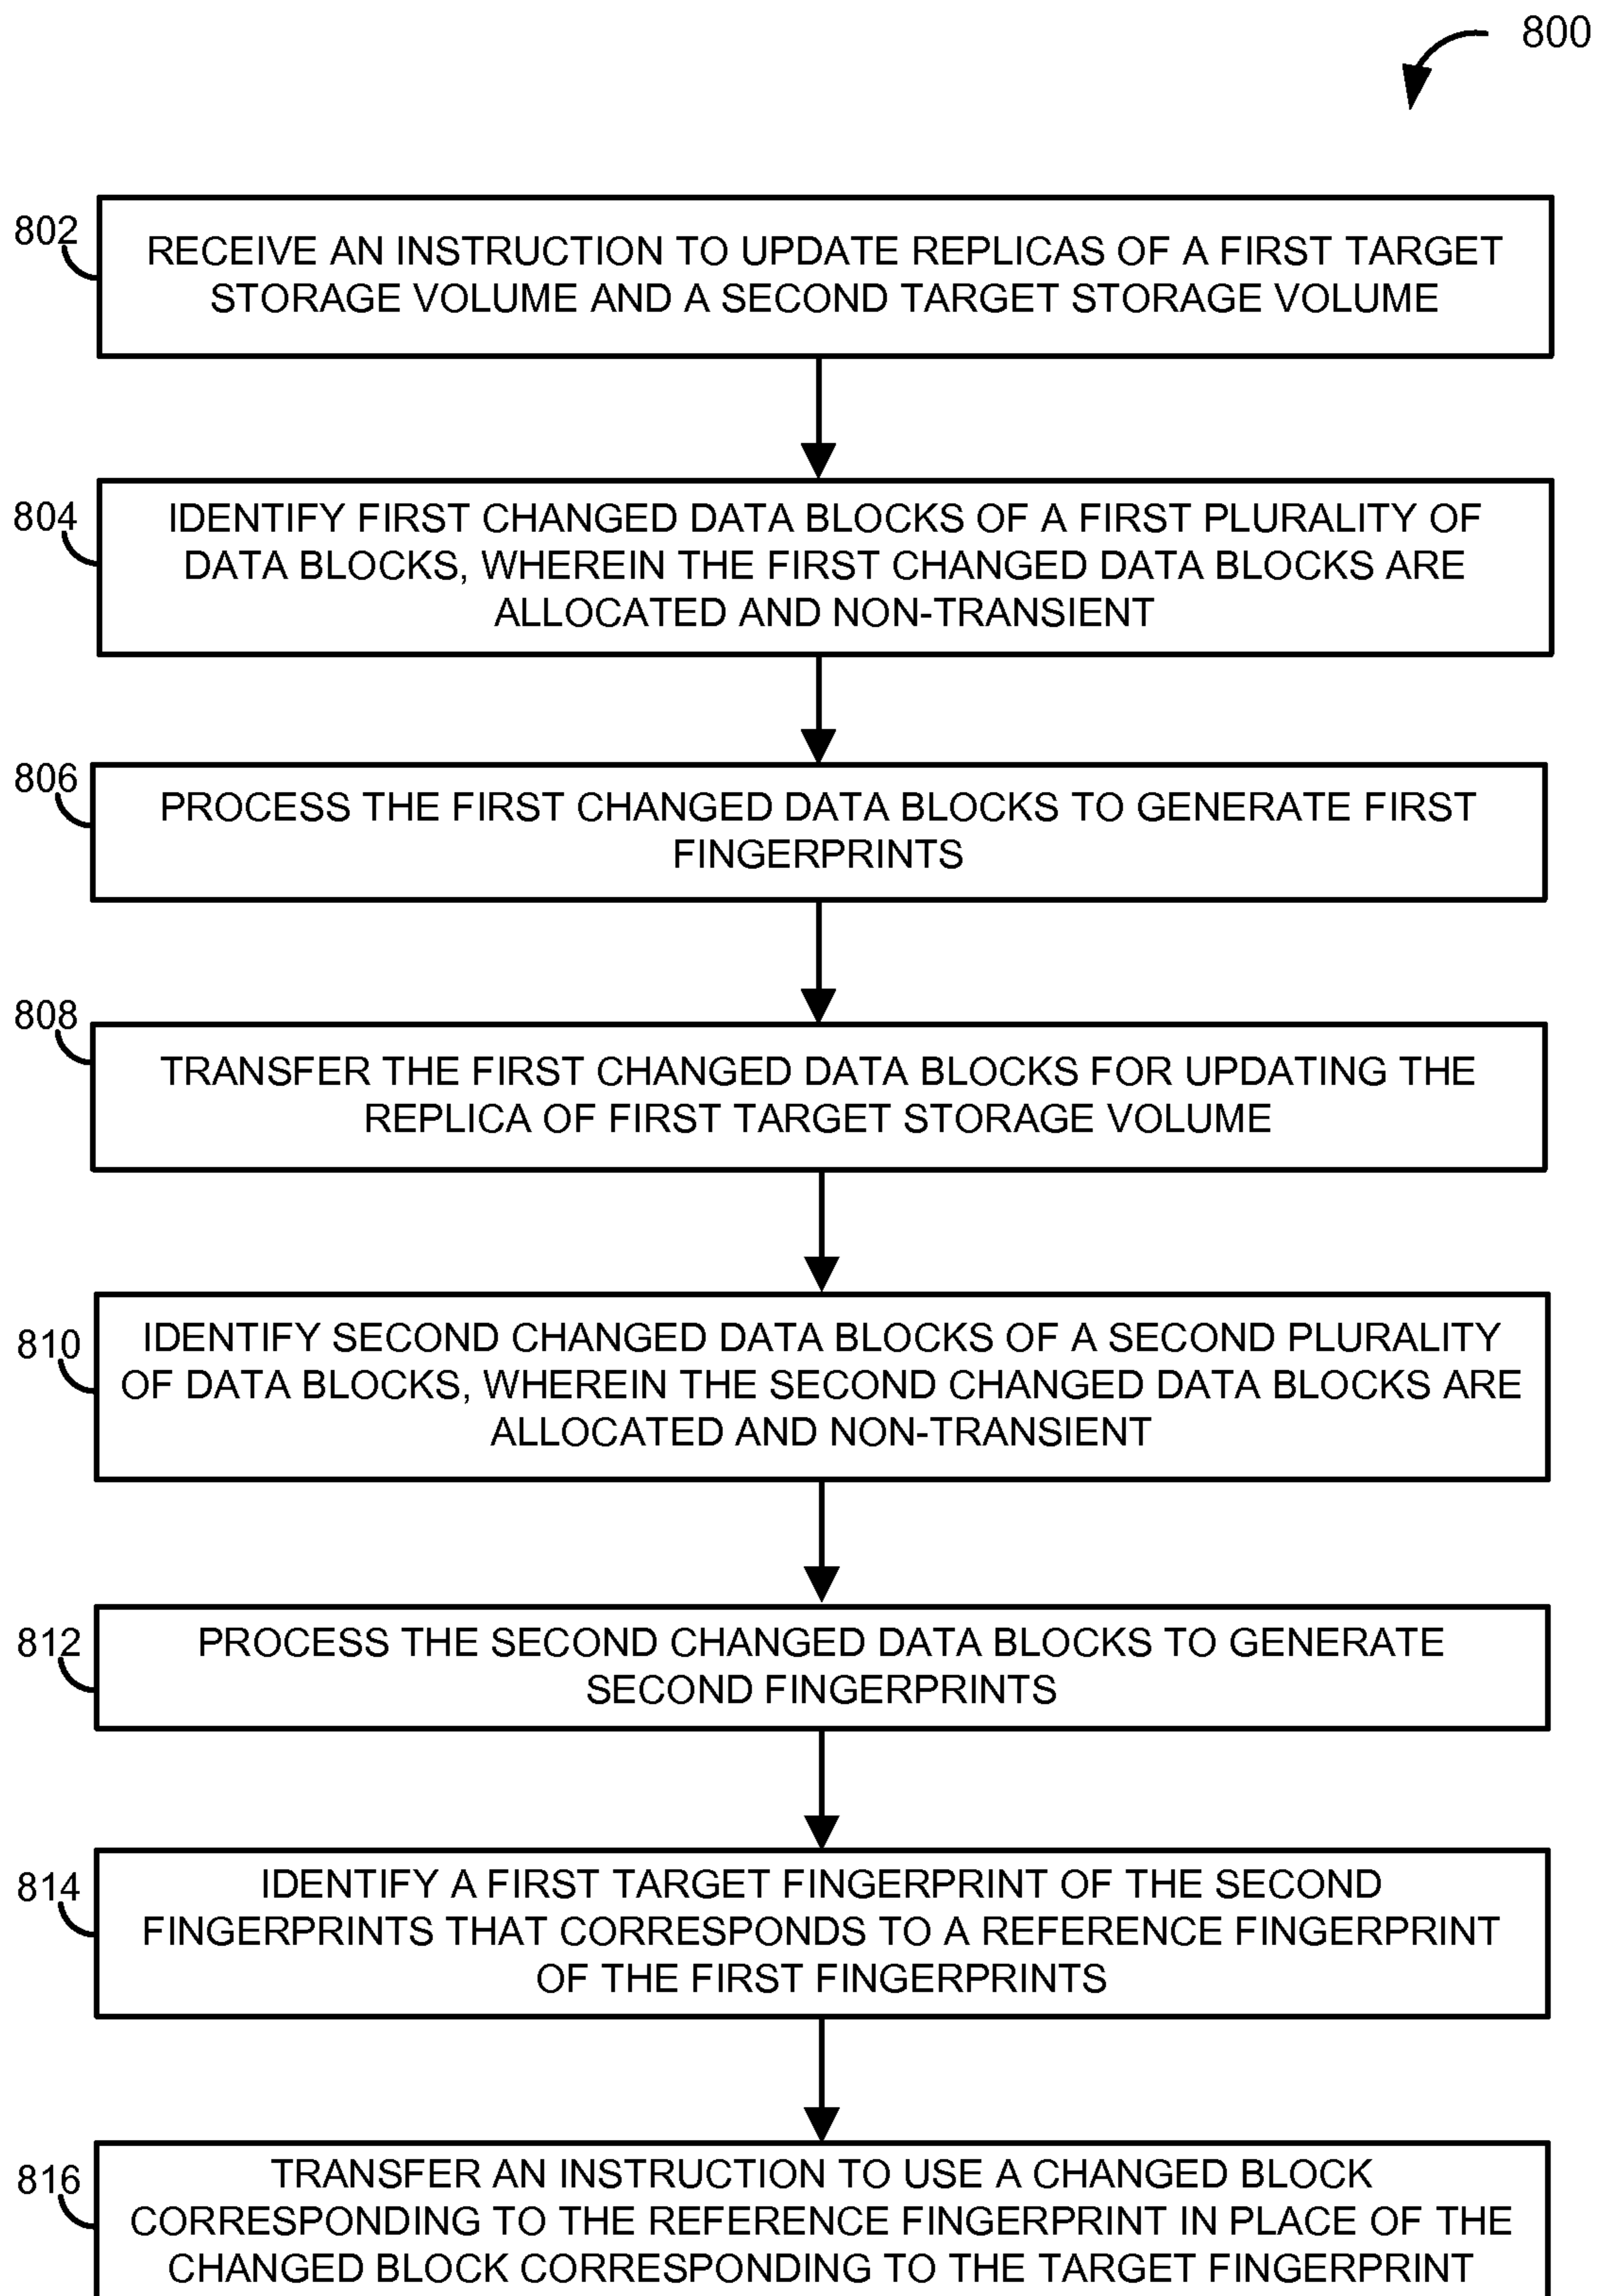 800
802
RECEIVE AN INSTRUCTION TO UPDATE REPLICAS OF A FIRST TARGET
STORAGE VOLUME AND A SECOND TARGET STORAGE VOLUME
804
IDENTIFY FIRST CHANGED DATA BLOCKS OF A FIRST PLURALITY OF
DATA BLOCKS, WHEREIN THE FIRST CHANGED DATA BLOCKS ARE
ALLOCATED AND NON-TRANSIENT
806
PROCESS THE FIRST CHANGED DATA BLOCKS TO GENERATE FIRST
FINGERPRINTS
808
TRANSFER THE FIRST CHANGED DATA BLOCKS FOR UPDATING THE
REPLICA OF FIRST TARGET STORAGE VOLUME
810
IDENTIFY SECOND CHANGED DATA BLOCKS OF A SECOND PLURALITY
OF DATA BLOCKS, WHEREIN THE SECOND CHANGED DATA BLOCKS ARE
ALLOCATED AND NON-TRANSIENT
812
PROCESS THE SECOND CHANGED DATA BLOCKS TO GENERATE
SECOND FINGERPRINTS
814
IDENTIFY A FIRST TARGET FINGERPRINT OF THE SECOND
FINGERPRINTS THAT CORRESPONDS TO A REFERENCE FINGERPRINT
OF THE FIRST FINGERPRINTS
816
TRANSFER AN INSTRUCTION TO USE A CHANGED BLOCK
CORRESPONDING TO THE REFERENCE FINGERPRINT IN PLACE OF THE
CHANGED BLOCK CORRESPONDING TO THE TARGET FINGERPRINT